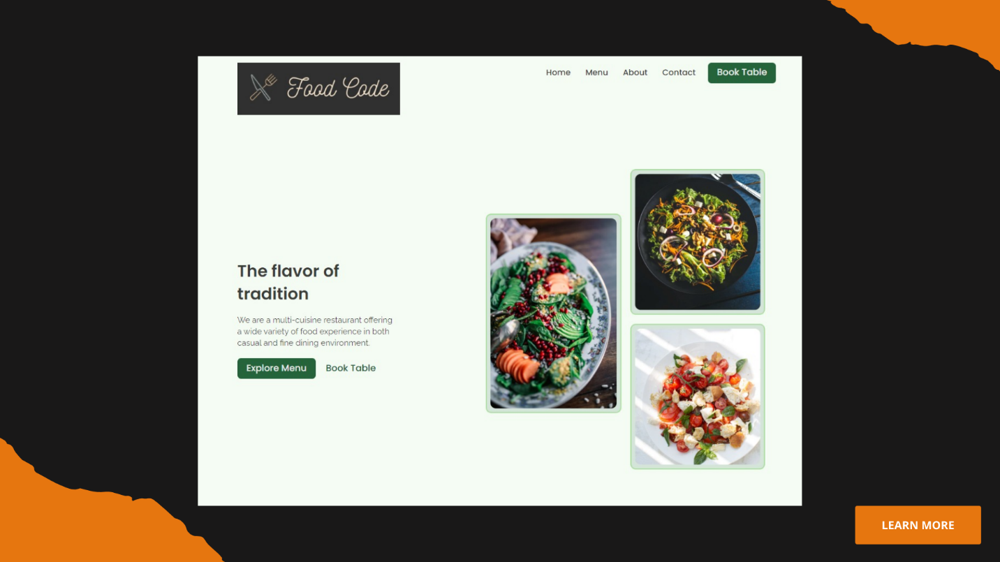 Food Code
Home Menu About Contact Book Table
The flavor of
tradition
We are a multi-cuisine restaurant offering
a wide variety of food experience in both
casual and fine dining environment.
Explore Menu Book Table
LEARN MORE